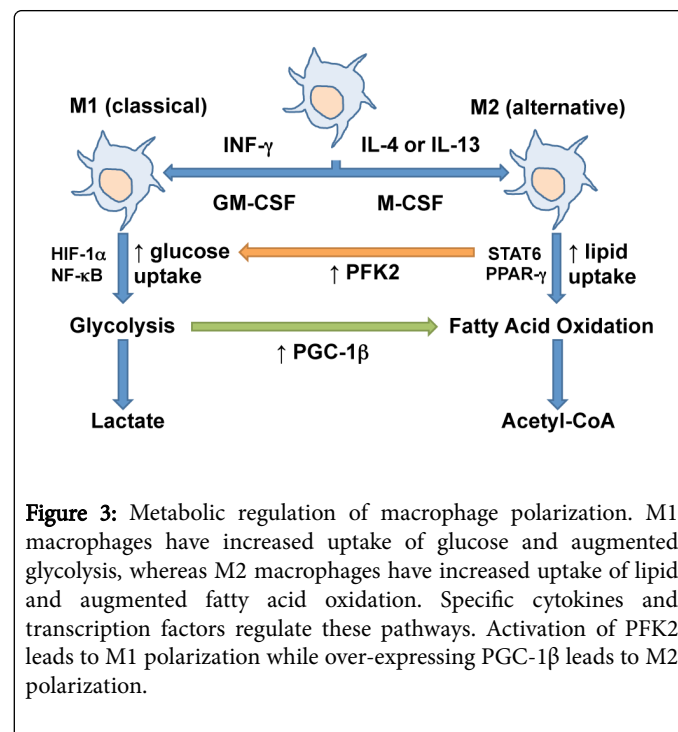 M1 (classical)
M2 (alternative)
INF-γ
IL-4 or IL-13
GM-CSF
M-CSF
HIF-1α
NF-κB
↑ glucose
uptake
↑ PFK2
STAT6
PPAR-γ
↑ lipid
uptake
Glycolysis
Fatty Acid Oxidation
↑ PGC-1β
Lactate
Acetyl-CoA
Figure 3: Metabolic regulation of macrophage polarization. M1
macrophages have increased uptake of glucose and augmented
glycolysis, whereas M2 macrophages have increased uptake of lipid
and augmented fatty acid oxidation. Specific cytokines and
transcription factors regulate these pathways. Activation of PFK2
leads to M1 polarization while over-expressing PGC-1β leads to M2
polarization.